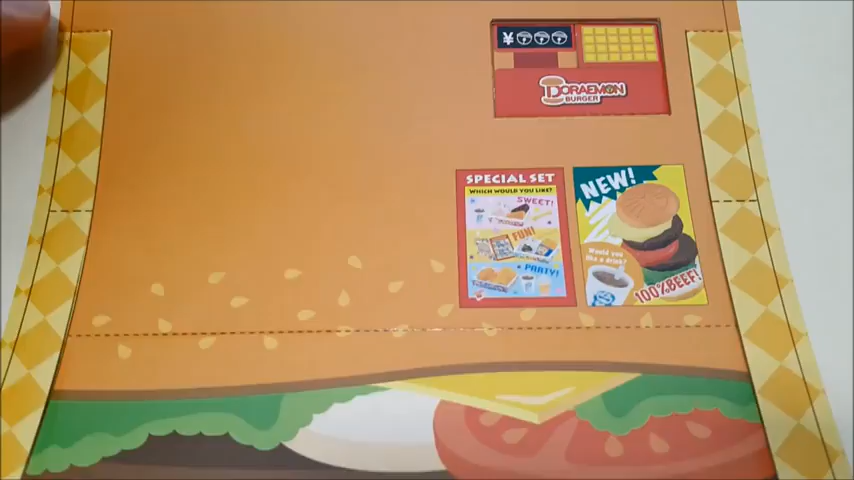 ¥
DORAEMON
BURGER
SPECIAL SET
WHICH WOULD YOU LIKE?
SWEET!
FUN!
PARTY!
NEW!
Would you
like a drink?
100%BEEF!